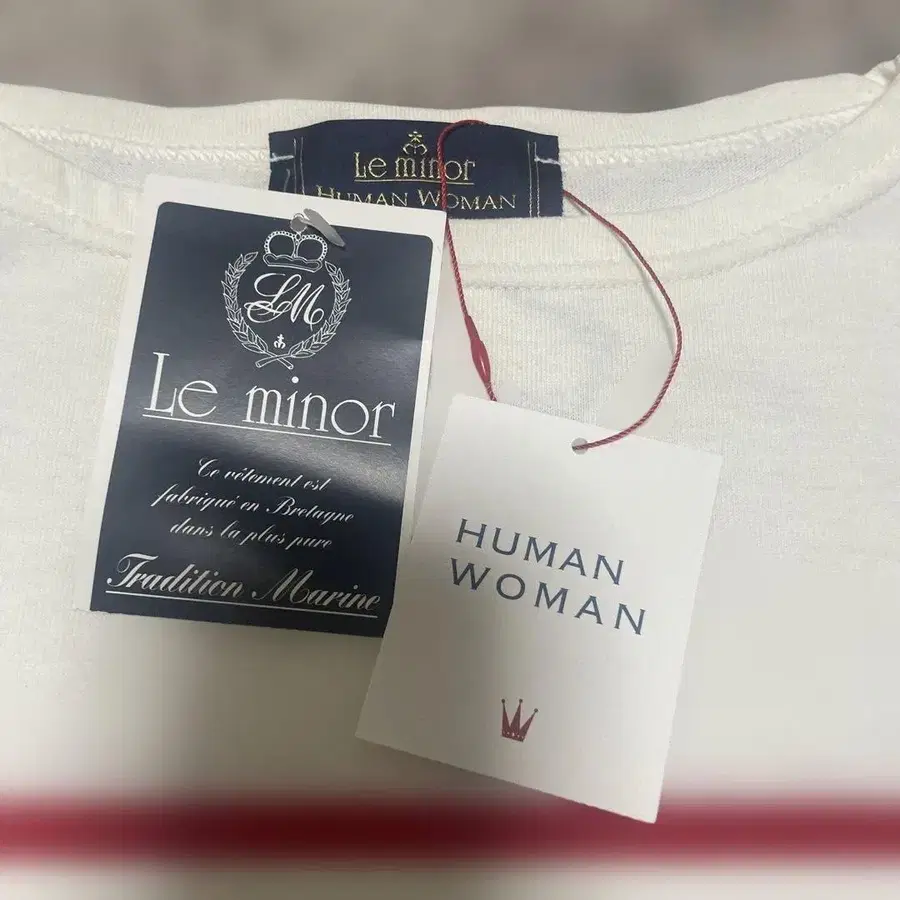 Le minor
HUMAN WOMAN
LM
Le minor
Ce vêtement est
fabriqué en Bretagne
dans la plus pure
Tradition Marine
HUMAN
WOMAN